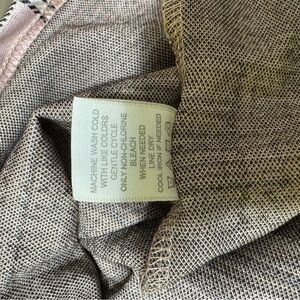 MACHINE WASH COLD
WITH LIKE COLORS
GENTLE CYCLE
ONLY NON-CHLORINE
BLEACH
WHEN NEEDED
LINE DRY
COOL IRON IF NEEDED